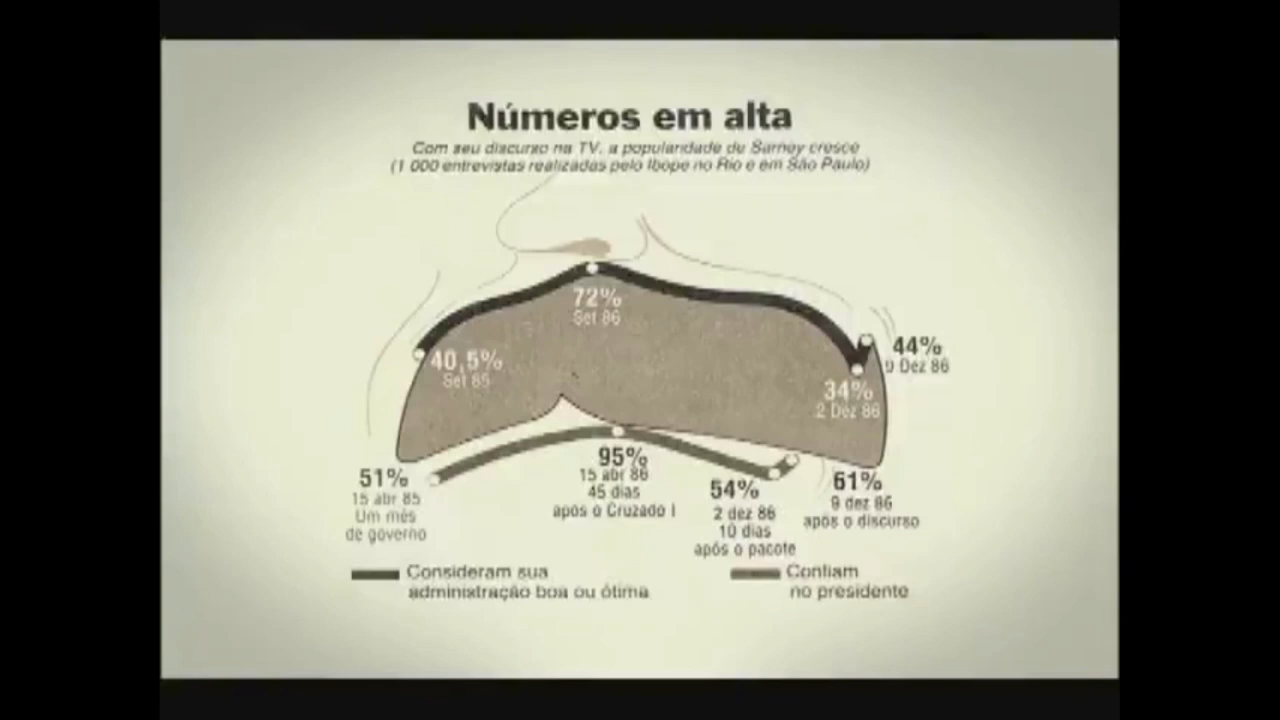 Números em alta
Com seu discurso na TV, a popularidade de Sarney cresce
(1 000 entrevistas realizadas pelo Ibope no Rio e em São Paulo)
72%
Set 86
40,5%
Set 85
44%
9 Dez 86
34%
2 Dez 86
51%
15 abr 85
Um mês
de governo
95%
15 abr 86
45 dias
após o Cruzado I
54%
2 dez 86
10 dias
após o pacote
61%
9 dez 86
após o discurso
Consideram sua
administração boa ou ótima
Confiam
no presidente